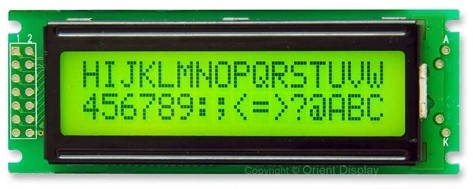 1 2
A
HIJKLMNOPQRSTUVW
456789:;<=>?@ABC
K
Copyright © Orient Display